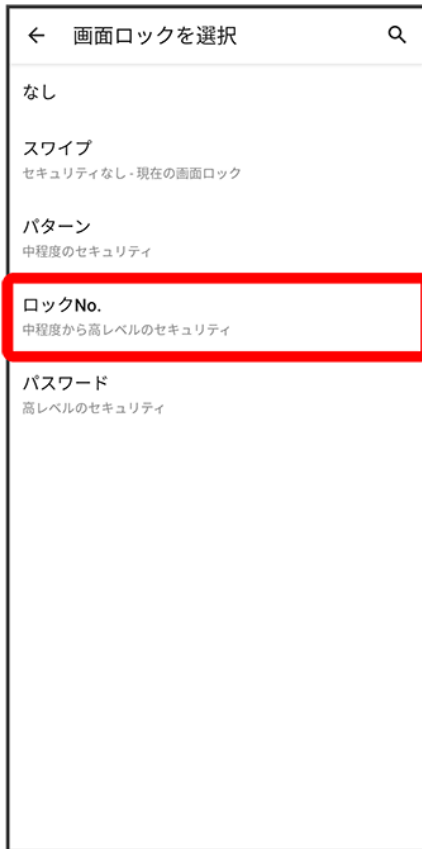 画面ロックを選択
なし
スワイプ
セキュリティなし - 現在の画面ロック
パターン
中程度のセキュリティ
ロックNo.
中程度から高レベルのセキュリティ
パスワード
高レベルのセキュリティ